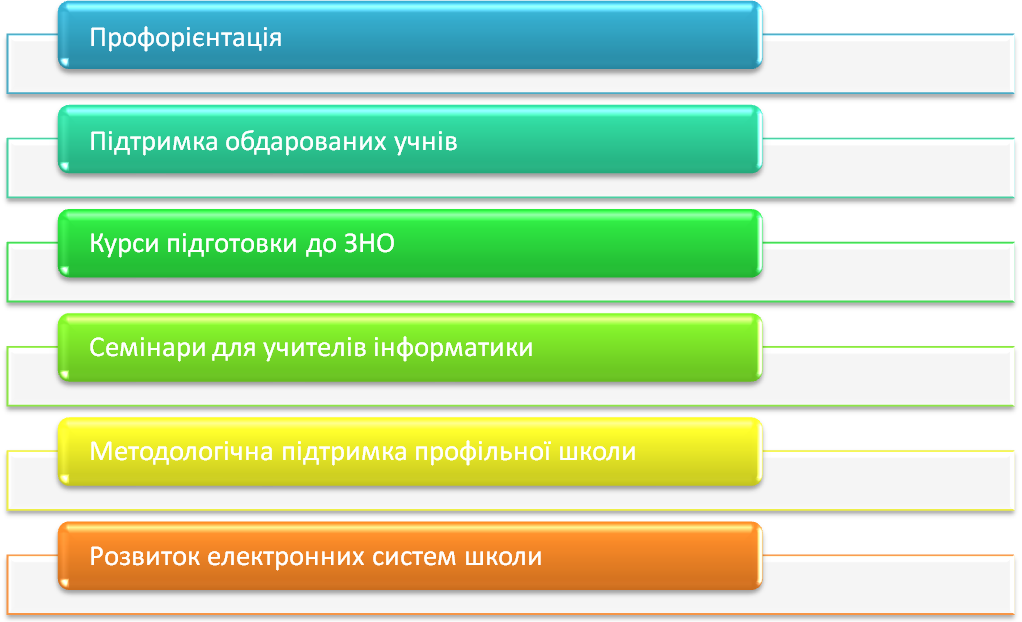 Профорієнтація
Підтримка обдарованих учнів
Курси підготовки до ЗНО
Семінари для учителів інформатики
Методологічна підтримка профільної школи
Розвиток електронних систем школи